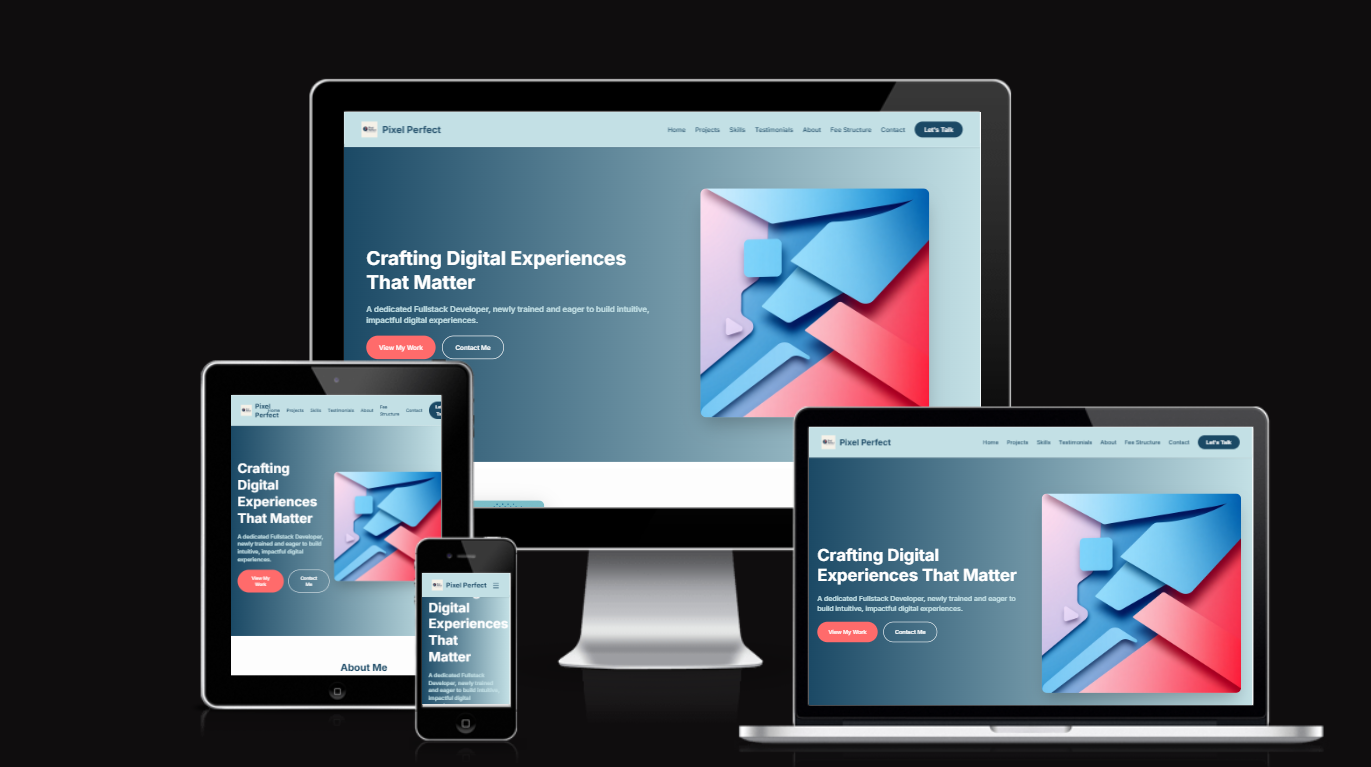 Pixel Perfect
Home Projects Skills Testimonials About Fee Structure Contact Let's Talk
Crafting Digital Experiences
That Matter
A dedicated Fullstack Developer, newly trained and eager to build intuitive,
impactful digital experiences.
View My Work Contact Me
Pixel
Perfect
Home Projects Skills Testimonials About Fee
Structure Contact
Crafting
Digital
Experiences
That Matter
A dedicated Fullstack Developer,
newly trained and eager to build
intuitive, impactful digital
experiences.
View My
Work
Contact
Me
About Me
Pixel Perfect
Digital
Experiences
That
Matter
A dedicated Fullstack
Developer, newly trained
and eager to build intuitive,
impactful digital
Pixel Perfect
Home Projects Skills Testimonials About Fee Structure Contact Let's Talk
Crafting Digital
Experiences That Matter
A dedicated Fullstack Developer, newly trained and eager to
build intuitive, impactful digital experiences.
View My Work Contact Me